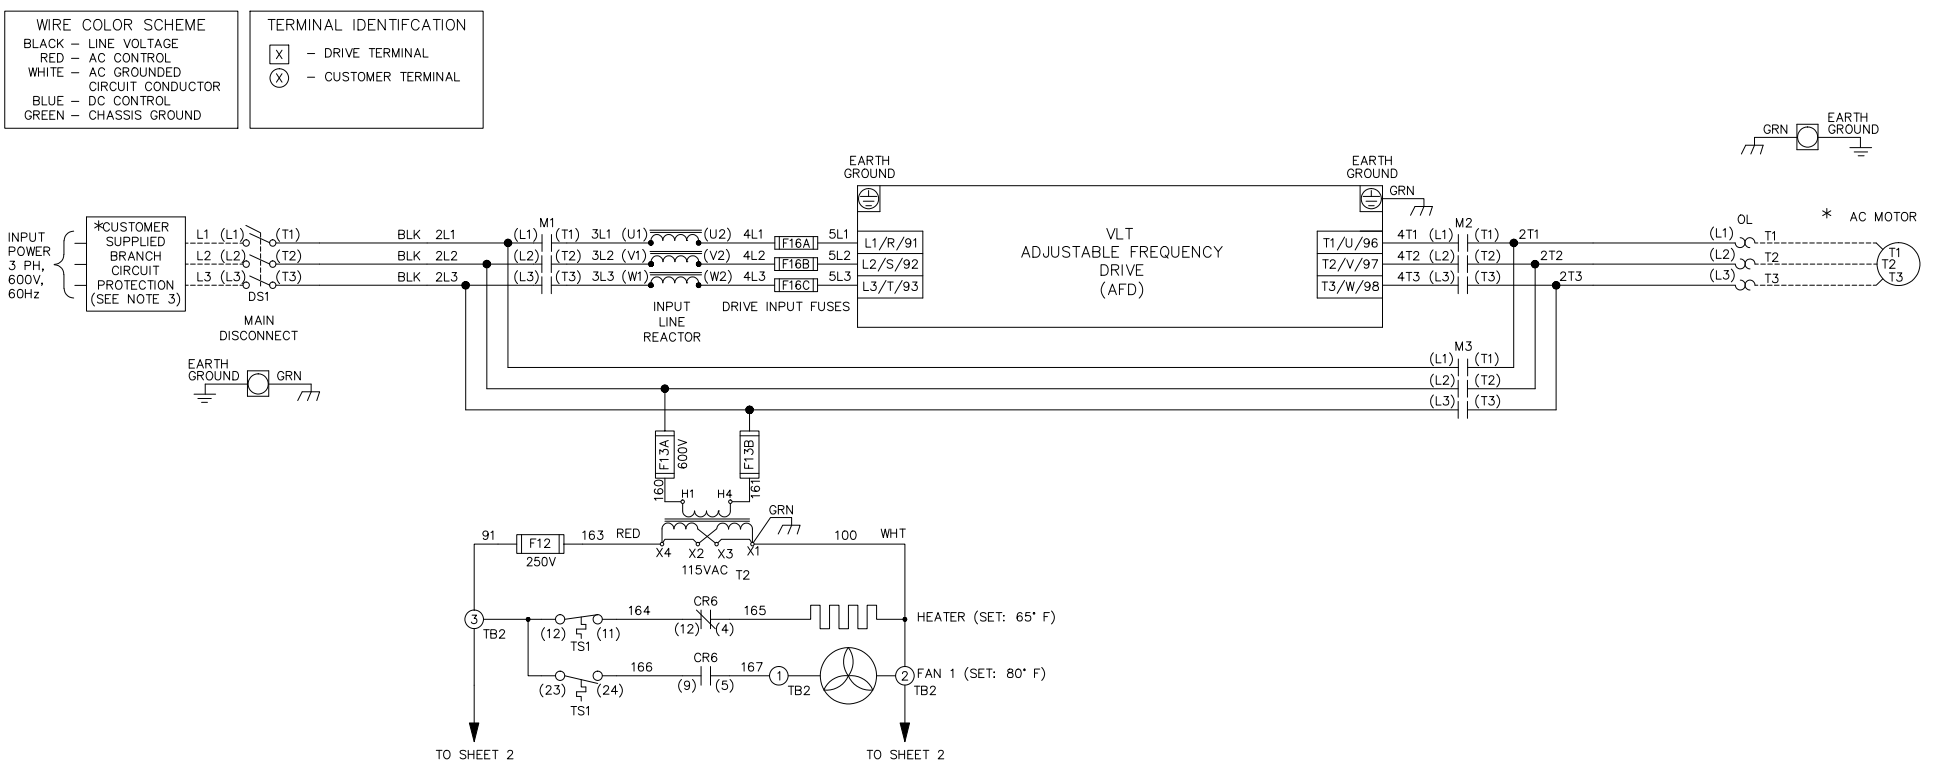 WIRE COLOR SCHEME
BLACK – LINE VOLTAGE
RED – AC CONTROL
WHITE – AC GROUNDED
CIRCUIT CONDUCTOR
BLUE – DC CONTROL
GREEN – CHASSIS GROUND
TERMINAL IDENTIFCATION
X – DRIVE TERMINAL
X – CUSTOMER TERMINAL
GRN
EARTH
GROUND
EARTH
GROUND
EARTH
GROUND
GRN
INPUT
POWER
3 PH,
600V,
60Hz
*CUSTOMER
SUPPLIED
BRANCH
CIRCUIT
PROTECTION
(SEE NOTE 3)
L1 (L1) (T1) BLK 2L1 (L1) M1 (T1) 3L1 (U1) (U2) 4L1 F16A 5L1 L1/R/91
L2 (L2) (T2) BLK 2L2 (L2) (T2) 3L2 (V1) (V2) 4L2 F16B 5L2 L2/S/92
L3 (L3) (T3) BLK 2L3 (L3) (T3) 3L3 (W1) (W2) 4L3 F16C 5L3 L3/T/93
DS1
MAIN
DISCONNECT
INPUT
LINE
REACTOR
DRIVE INPUT FUSES
VLT
ADJUSTABLE FREQUENCY
DRIVE
(AFD)
T1/U/96 4T1 (L1) M2 (T1) 2T1 (L1) OL T1
T2/V/97 4T2 (L2) (T2) 2T2 (L2) T2
T3/W/98 4T3 (L3) (T3) 2T3 (L3) T3
* AC MOTOR
T1
T2
T3
EARTH
GROUND
GRN
M3
(L1) (T1)
(L2) (T2)
(L3) (T3)
F13A
600V
F13B
160
161
H1 H4
GRN
91 F12 163 RED
250V
X4 X2 X3 X1
100 WHT
115VAC T2
3
TB2
(12) (11)
TS1
164
CR6
(12) (4)
165
HEATER (SET: 65° F)
(23) (24)
TS1
166
CR6
(9) (5)
167
1
TB2
2
TB2
FAN 1 (SET: 80° F)
TO SHEET 2
TO SHEET 2